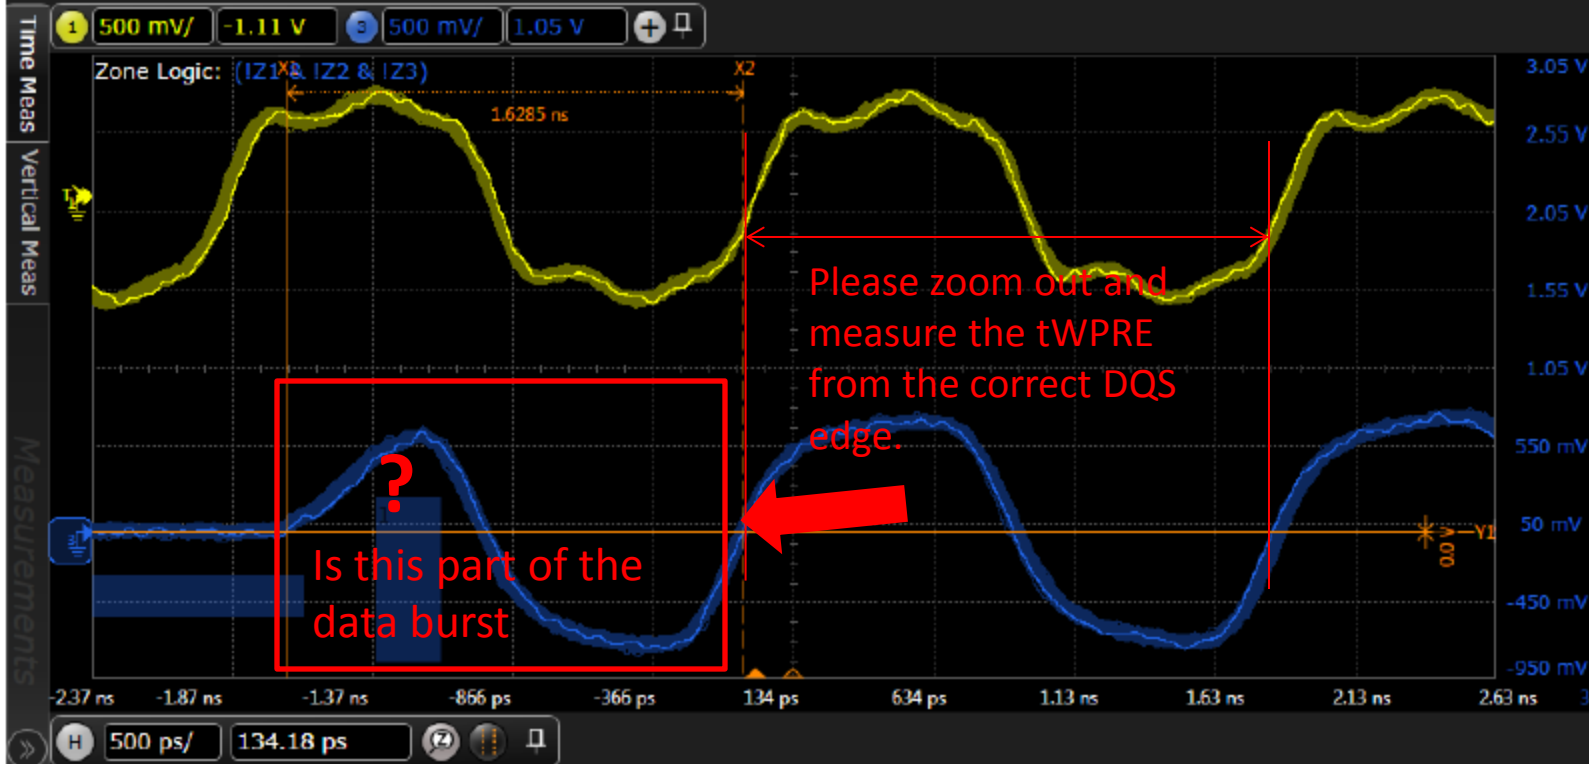 1 500 mV/ -1.11 V 3 500 mV/ 1.05 V +
Time Meas
Vertical Meas
Measurements
Zone Logic: (!Z1 & !Z2 & !Z3)
X2
1.6285 ns
3.05 V
2.55 V
2.05 V
1.55 V
1.05 V
550 mV
50 mV
-450 mV
-950 mV
Please zoom out and
measure the tWPRE
from the correct DQS
edge.
?
Is this part of the
data burst
Y1
0.0 V
-2.37 ns -1.87 ns -1.37 ns -866 ps -366 ps 134 ps 634 ps 1.13 ns 1.63 ns 2.13 ns 2.63 ns
H 500 ps/ 134.18 ps